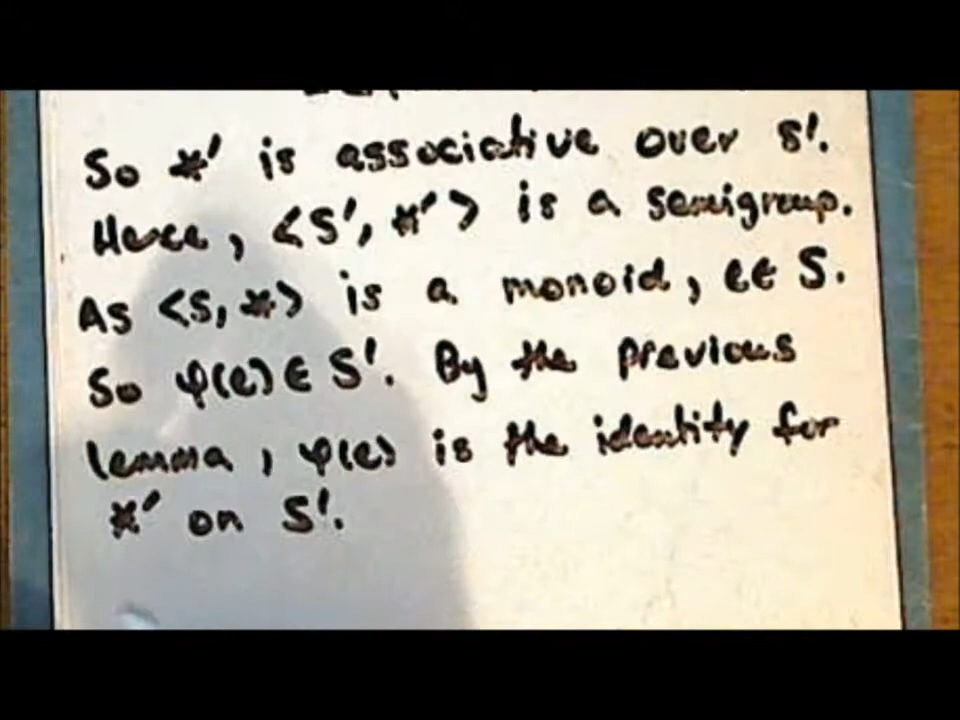 So *' is associative over S'.
Hence, <S', *'> is a semigroup.
As <S, *> is a monoid, e∈ S.
So φ(e) ∈ S'. By the previous
lemma, φ(e) is the identity for
*' on S'.